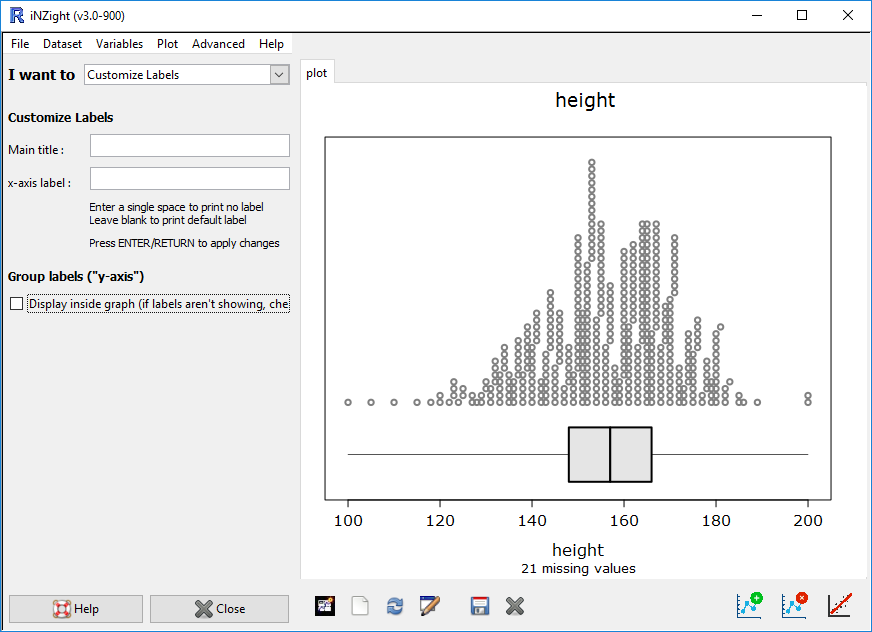 iNZight (v3.0-900)
File Dataset Variables Plot Advanced Help
I want to Customize Labels
Customize Labels
Main title :
x-axis label :
Enter a single space to print no label
Leave blank to print default label
Press ENTER/RETURN to apply changes
Group labels ("y-axis")
Display inside graph (if labels aren't showing, che
Help Close
plot
height
100 120 140 160 180 200
height
21 missing values